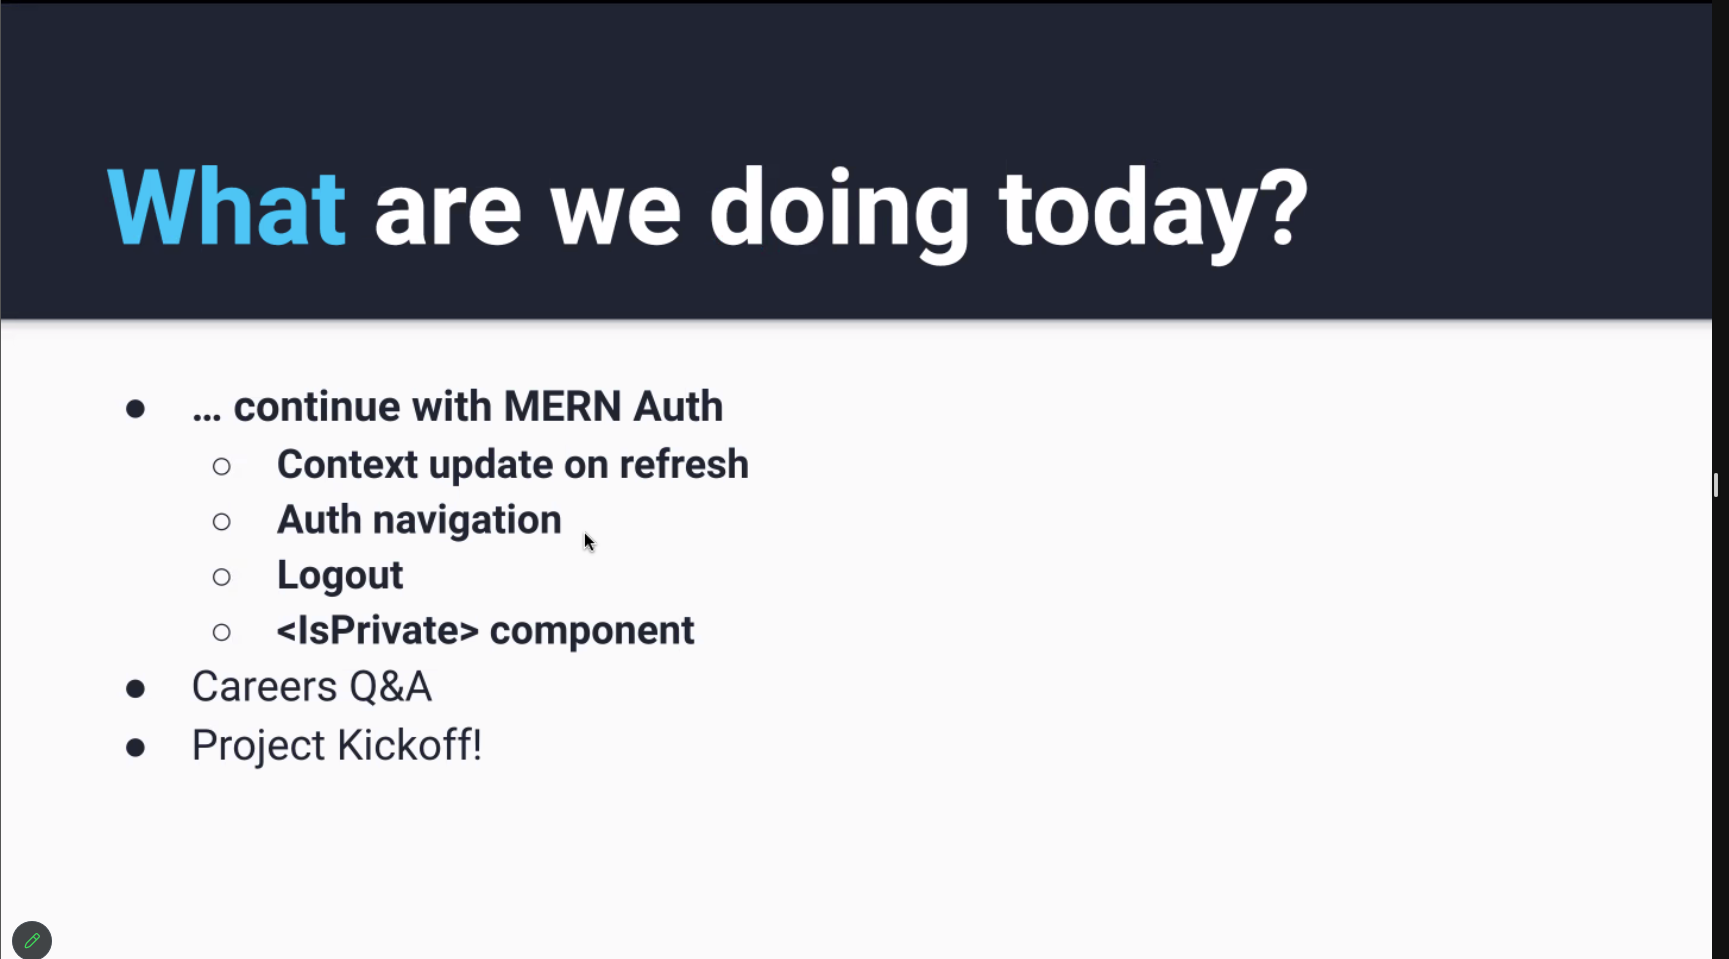 What are we doing today?
● ... continue with MERN Auth
○ Context update on refresh
○ Auth navigation
○ Logout
○ <IsPrivate> component
● Careers Q&A
● Project Kickoff!